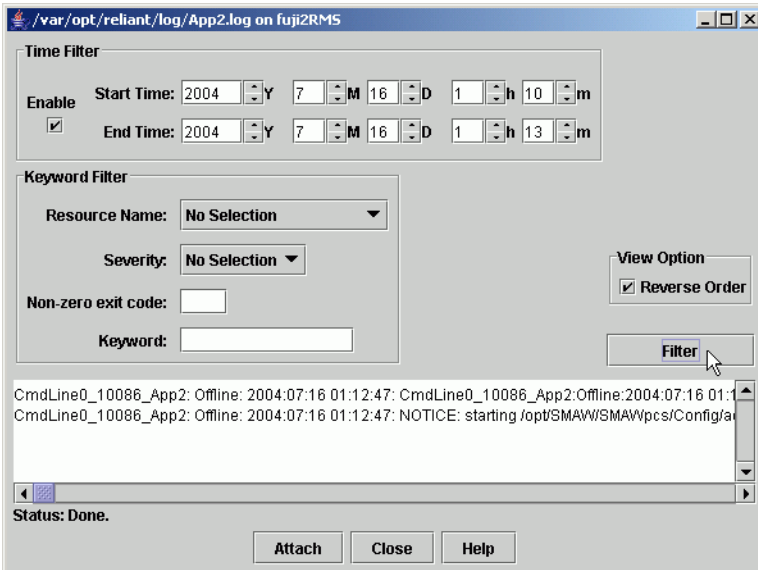 /var/opt/reliant/log/App2.log on fuji2RMS
Time Filter
Enable
Start Time: 2004 Y 7 M 16 D 1 h 10 m
End Time: 2004 Y 7 M 16 D 1 h 13 m
Keyword Filter
Resource Name: No Selection
Severity: No Selection
Non-zero exit code:
Keyword:
View Option
Reverse Order
Filter
CmdLine0_10086_App2: Offline: 2004:07:16 01:12:47: CmdLine0_10086_App2:Offline:2004:07:16 01:1
CmdLine0_10086_App2: Offline: 2004:07:16 01:12:47: NOTICE: starting /opt/SMAW/SMAWpcs/Config/a
Status: Done.
Attach Close Help